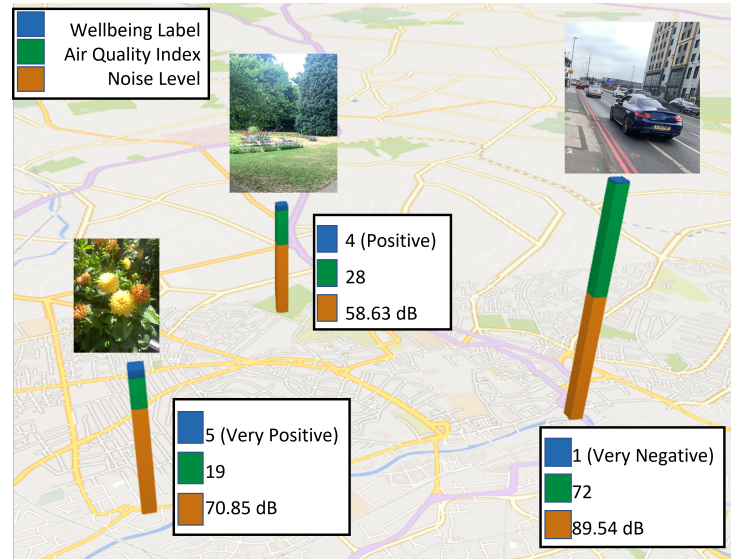 Wellbeing Label
Air Quality Index
Noise Level
4 (Positive)
28
58.63 dB
5 (Very Positive)
19
70.85 dB
1 (Very Negative)
72
89.54 dB